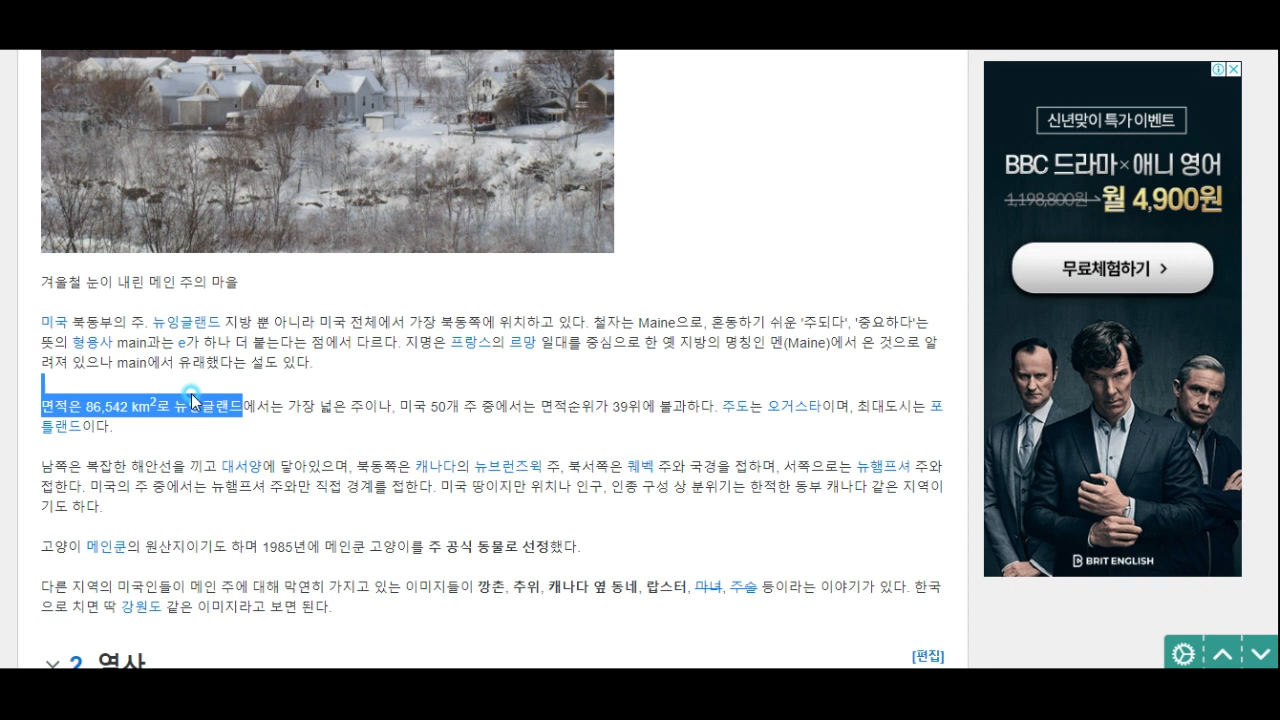 겨울철 눈이 내린 메인 주의 마을
미국 북동부의 주. 뉴잉글랜드 지방 뿐 아니라 미국 전체에서 가장 북동쪽에 위치하고 있다. 철자는 Maine으로, 혼동하기 쉬운 '주되다', '중요하다'는
뜻의 형용사 main과는 e가 하나 더 붙는다는 점에서 다르다. 지명은 프랑스의 르망 일대를 중심으로 한 옛 지방의 명칭인 멘(Maine)에서 온 것으로 알
려져 있으나 main에서 유래했다는 설도 있다.
면적은 86,542 km²로 뉴잉글랜드에서는 가장 넓은 주이나, 미국 50개 주 중에서는 면적순위가 39위에 불과하다. 주도는 오거스타이며, 최대도시는 포
틀랜드이다.
남쪽은 복잡한 해안선을 끼고 대서양에 닿아있으며, 북동쪽은 캐나다의 뉴브런즈윅 주, 북서쪽은 퀘벡 주와 국경을 접하며, 서쪽으로는 뉴햄프셔 주와
접한다. 미국의 주 중에서는 뉴햄프셔 주와만 직접 경계를 접한다. 미국 땅이지만 위치나 인구, 인종 구성 상 분위기는 한적한 동부 캐나다 같은 지역이
기도 하다.
고양이 메인쿤의 원산지이기도 하며 1985년에 메인쿤 고양이를 주 공식 동물로 선정했다.
다른 지역의 미국인들이 메인 주에 대해 막연히 가지고 있는 이미지들이 깡촌, 추위, 캐나다 옆 동네, 랍스터, 마녀, 주술 등이라는 이야기가 있다. 한국
으로 치면 딱 강원도 같은 이미지라고 보면 된다.
2. 역사
[편집]
신년맞이 특가 이벤트
BBC 드라마×애니 영어
1,198,800원→월 4,900원
무료체험하기 >
BRIT ENGLISH